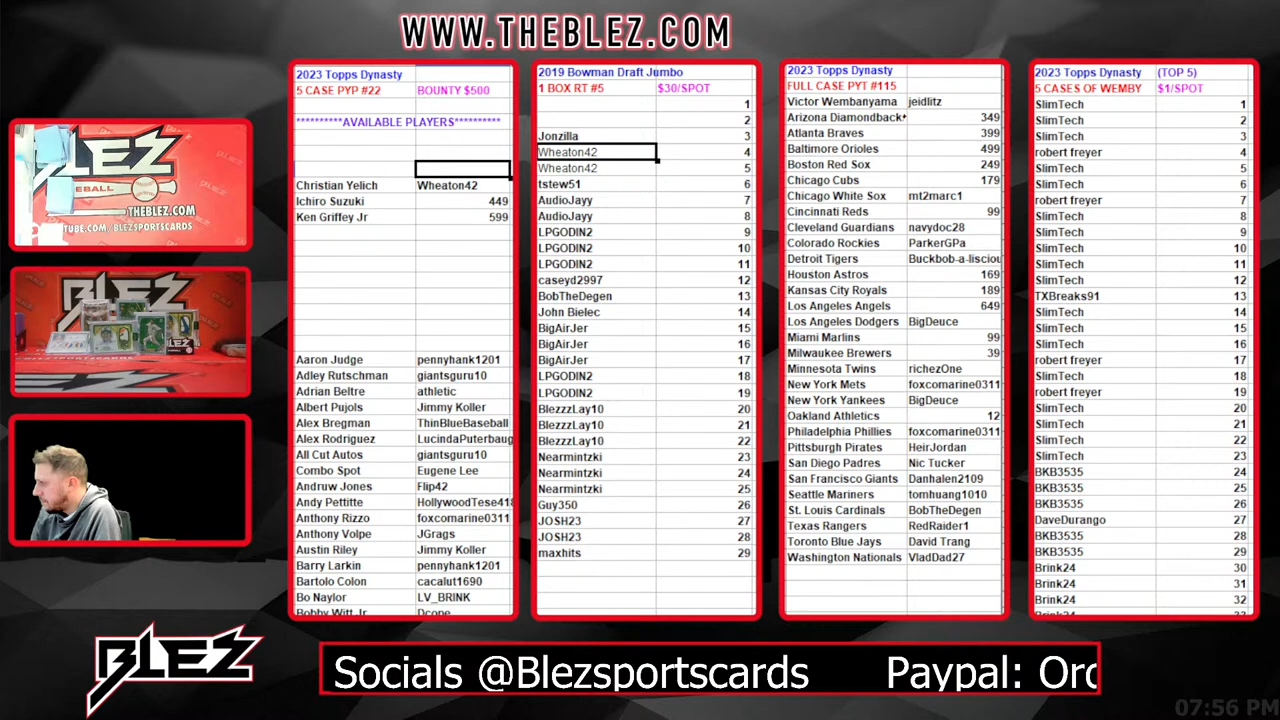 WWW.THEBLEZ.COM
2023 Topps Dynasty
5 CASE PYP #22 BOUNTY $500
**********AVAILABLE PLAYERS**********
Christian Yelich Wheaton42
Ichiro Suzuki 449
Ken Griffey Jr 599
Aaron Judge pennyhank1201
Adley Rutschman giantsguru10
Adrian Beltre athletic
Albert Pujols Jimmy Koller
Alex Bregman ThinBlueBaseball
Alex Rodriguez LucindaPuterbaug
All Cut Autos giantsguru10
Combo Spot Eugene Lee
Andruw Jones Flip42
Andy Pettitte HollywoodTese418
Anthony Rizzo foxcomarine0311
Anthony Volpe JGrags
Austin Riley Jimmy Koller
Barry Larkin pennyhank1201
Bartolo Colon cacalut1690
Bo Naylor LV_BRINK
Bobby Witt Jr Dcope
2019 Bowman Draft Jumbo
1 BOX RT #5 $30/SPOT
1
2
Jonzilla 3
Wheaton42 4
Wheaton42 5
tstew51 6
AudioJayy 7
AudioJayy 8
LPGODIN2 9
LPGODIN2 10
LPGODIN2 11
caseyd2997 12
BobTheDegen 13
John Bielec 14
BigAirJer 15
BigAirJer 16
BigAirJer 17
LPGODIN2 18
LPGODIN2 19
BlezzzLay10 20
BlezzzLay10 21
BlezzzLay10 22
Nearmintzki 23
Nearmintzki 24
Nearmintzki 25
Guy350 26
JOSH23 27
JOSH23 28
maxhits 29
2023 Topps Dynasty
FULL CASE PYT #115
Victor Wembanyama jeidlitz
Arizona Diamondback 349
Atlanta Braves 399
Baltimore Orioles 499
Boston Red Sox 249
Chicago Cubs 179
Chicago White Sox mt2marc1
Cincinnati Reds 99
Cleveland Guardians navydoc28
Colorado Rockies ParkerGPa
Detroit Tigers Buckbob-a-lisciou
Houston Astros 169
Kansas City Royals 189
Los Angeles Angels 649
Los Angeles Dodgers BigDeuce
Miami Marlins 99
Milwaukee Brewers 39
Minnesota Twins richezOne
New York Mets foxcomarine0311
New York Yankees BigDeuce
Oakland Athletics 12
Philadelphia Phillies foxcomarine0311
Pittsburgh Pirates HeirJordan
San Diego Padres Nic Tucker
San Francisco Giants Danhalen2109
Seattle Mariners tomhuang1010
St. Louis Cardinals BobTheDegen
Texas Rangers RedRaider1
Toronto Blue Jays David Trang
Washington Nationals VladDad27
2023 Topps Dynasty (TOP 5)
5 CASES OF WEMBY $1/SPOT
SlimTech 1
SlimTech 2
SlimTech 3
robert freyer 4
SlimTech 5
SlimTech 6
robert freyer 7
SlimTech 8
SlimTech 9
SlimTech 10
SlimTech 11
SlimTech 12
TXBreaks91 13
SlimTech 14
SlimTech 15
SlimTech 16
robert freyer 17
SlimTech 18
robert freyer 19
SlimTech 20
SlimTech 21
SlimTech 22
SlimTech 23
BKB3535 24
BKB3535 25
BKB3535 26
DaveDurango 27
BKB3535 28
BKB3535 29
Brink24 30
Brink24 31
Brink24 32
Brink24 33
BLEZ
THEBLEZ.COM
TUBE.COM/BLEZSPORTSCARDS
BLEZ
Socials @Blezsportscards Paypal: Orc
07:56 PM